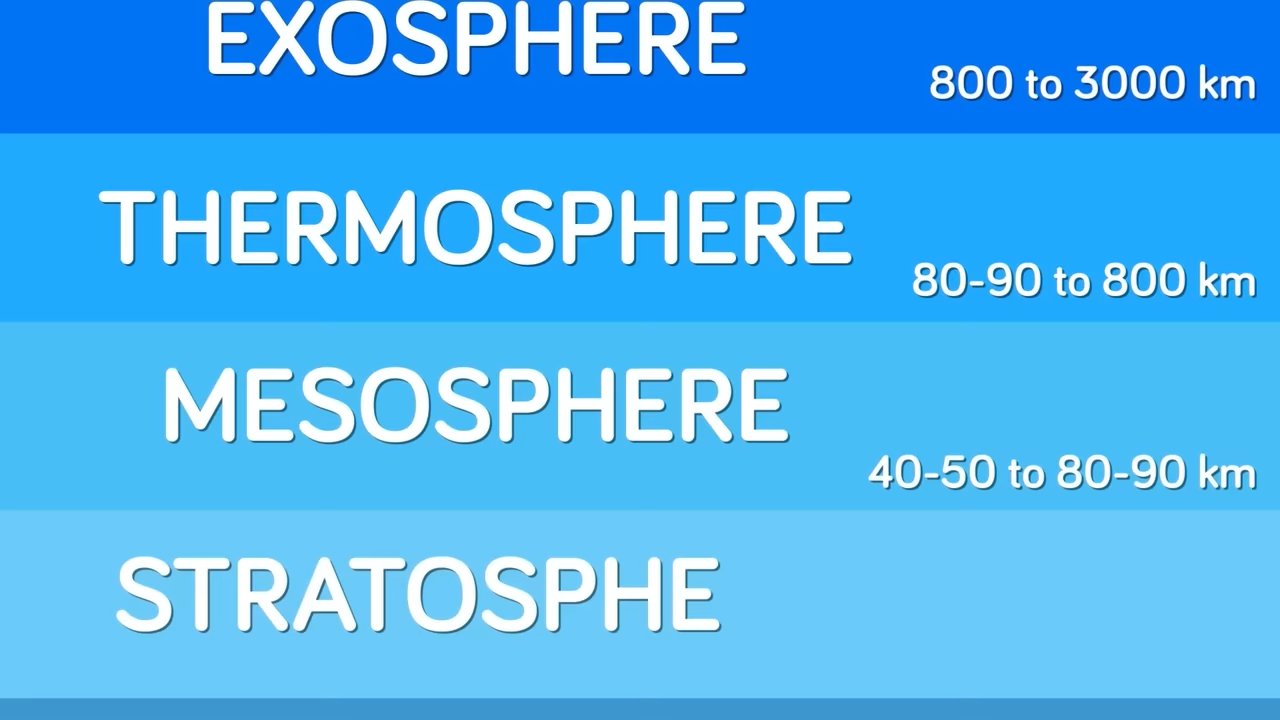 EXOSPHERE
800 to 3000 km
THERMOSPHERE
80-90 to 800 km
MESOSPHERE
40-50 to 80-90 km
STRATOSPHE